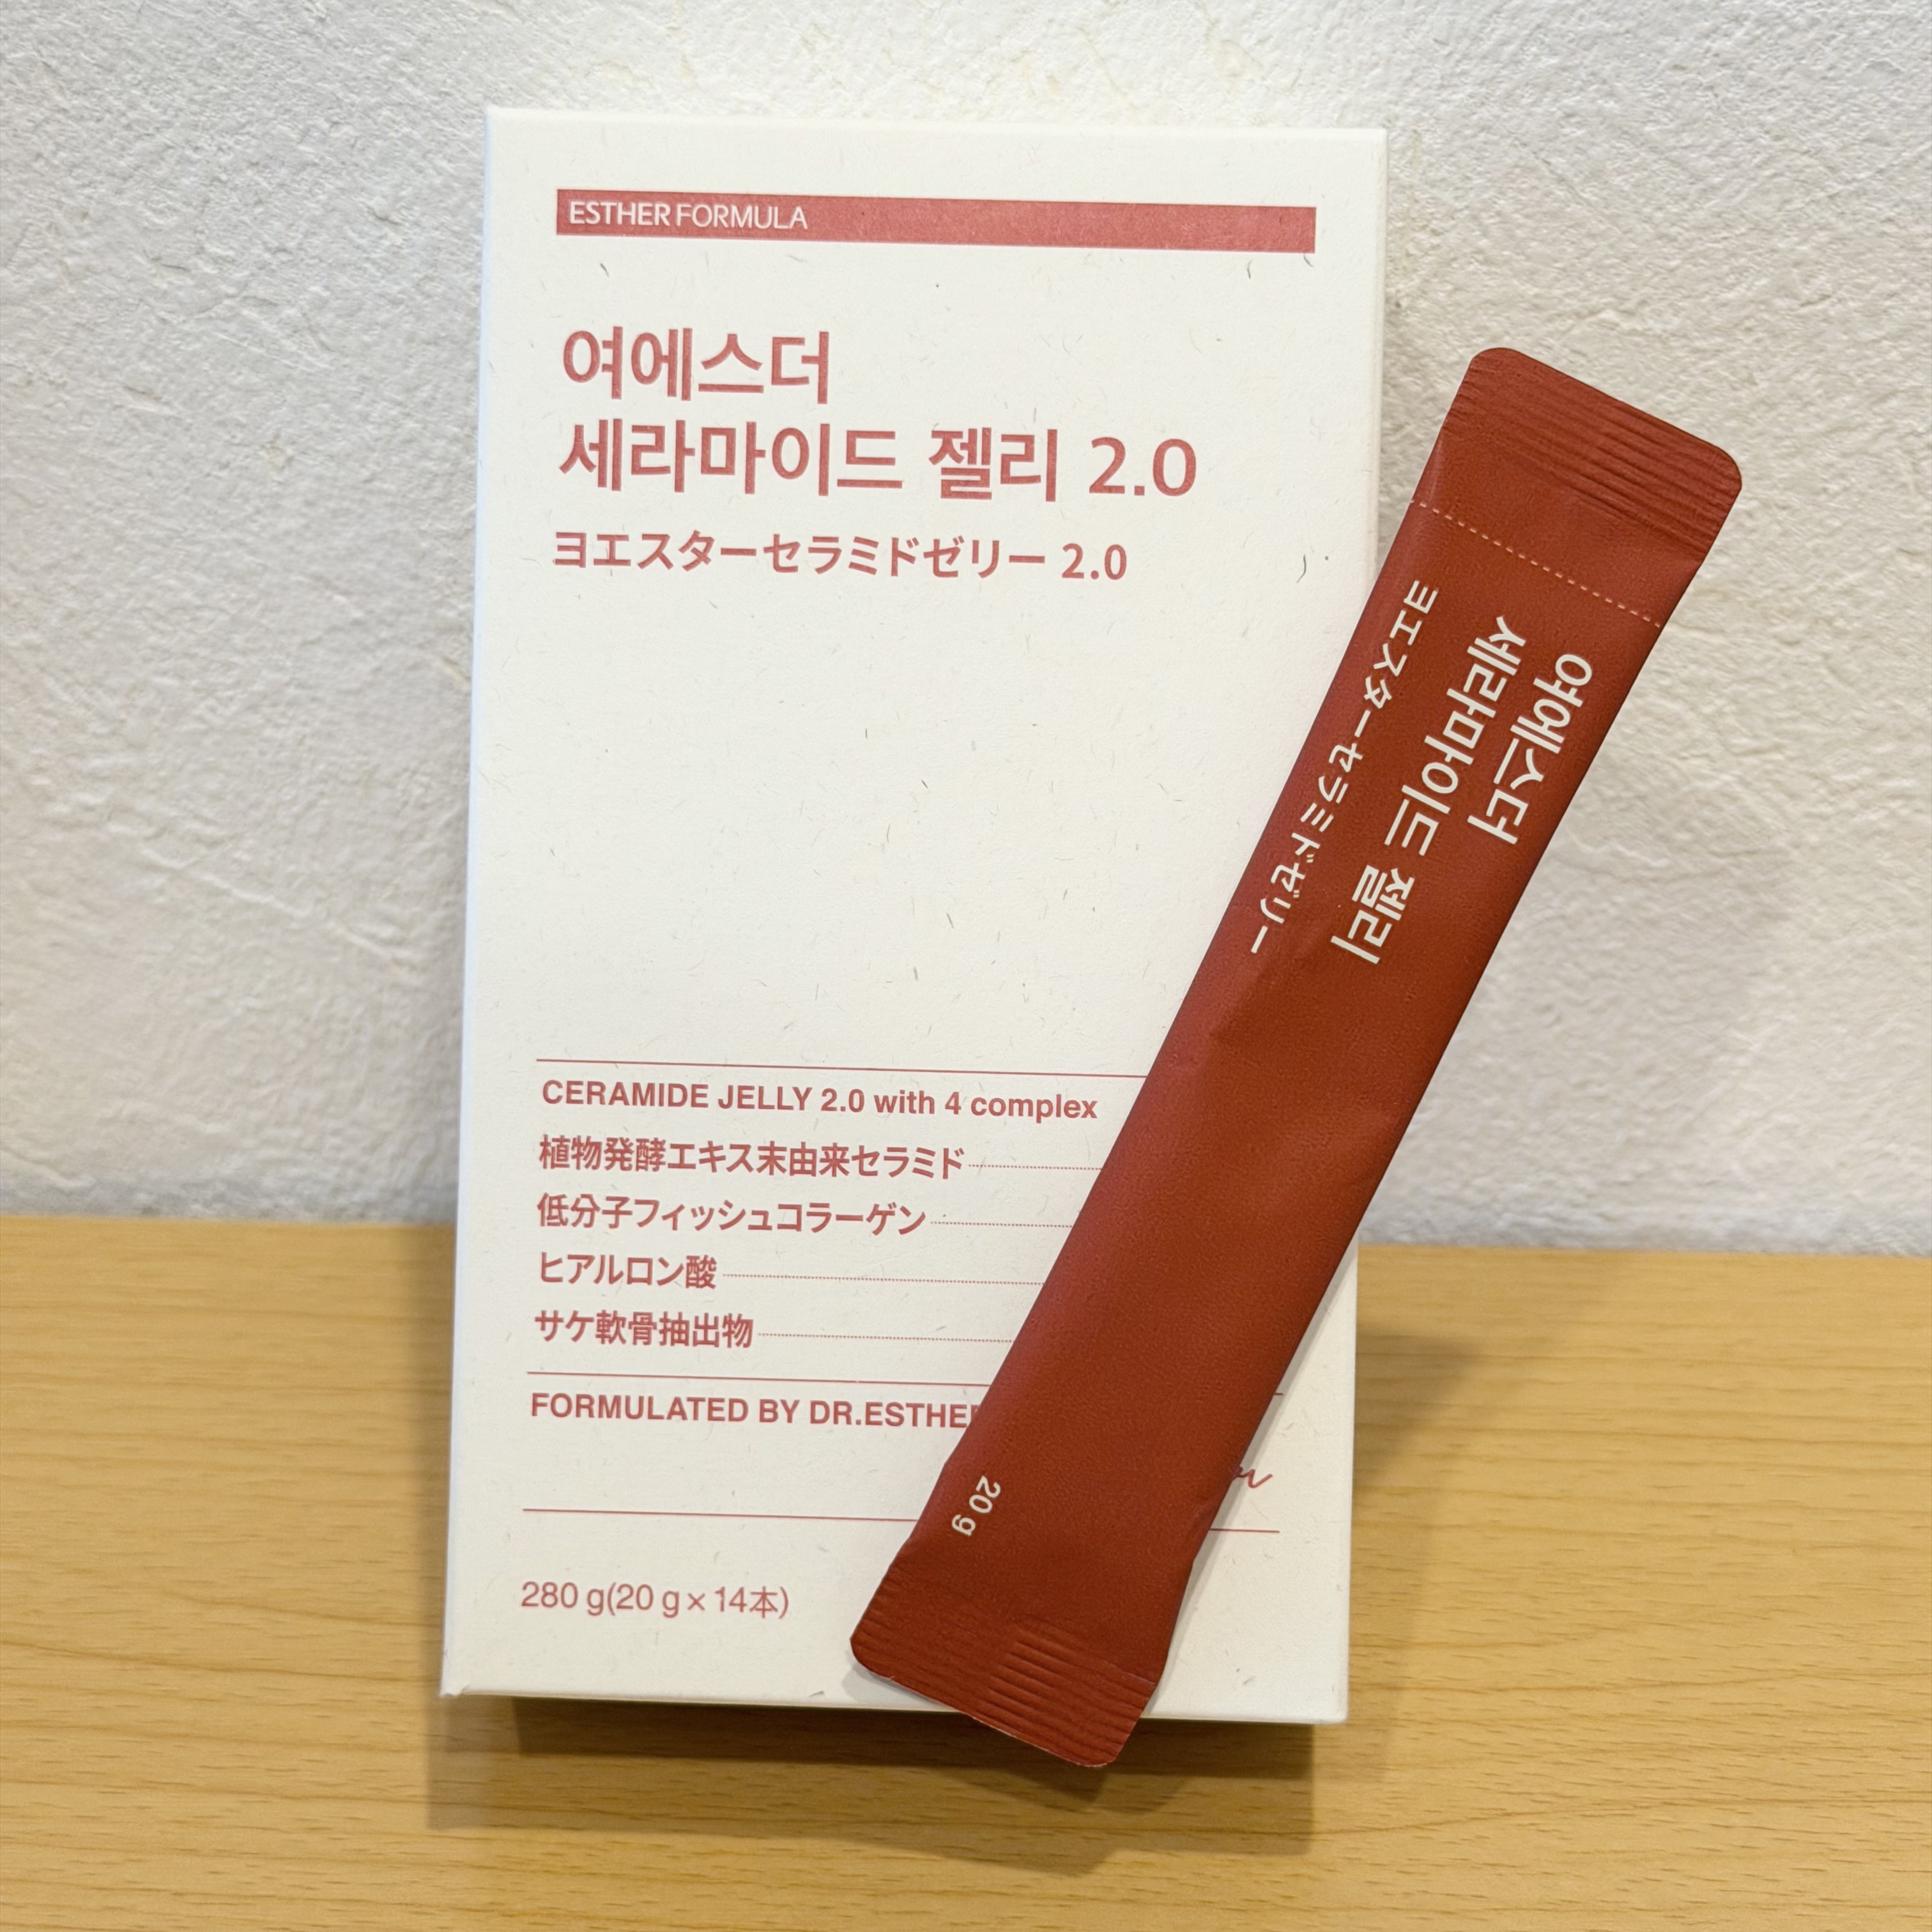 ESTHER FORMULA
여에스더
세라마이드 젤리 2.0
ヨエスターセラミドゼリー 2.0
CERAMIDE JELLY 2.0 with 4 complex
植物発酵エキス末由来セラミド
低分子フィッシュコラーゲン
ヒアルロン酸
サケ軟骨抽出物
FORMULATED BY DR.ESTHER
280 g(20 g × 14本)
여에스더
세라마이드 젤리
ヨエスターセラミドゼリー
20 g